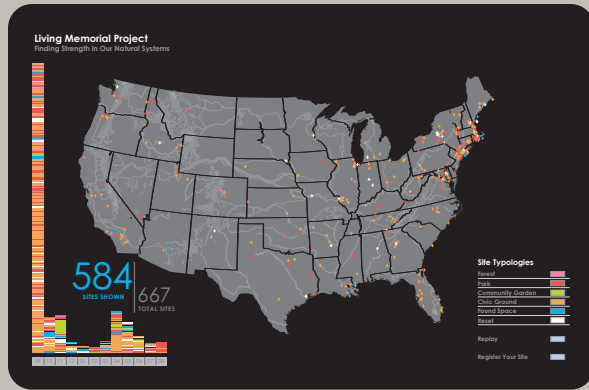 Living Memorial Project
Finding Strength in Our Natural Systems
584
SITES SHOWN
667
TOTAL SITES
Site Typologies
Forest
Park
Community Garden
Civic Ground
Found Space
Reset
Replay
Register Your Site